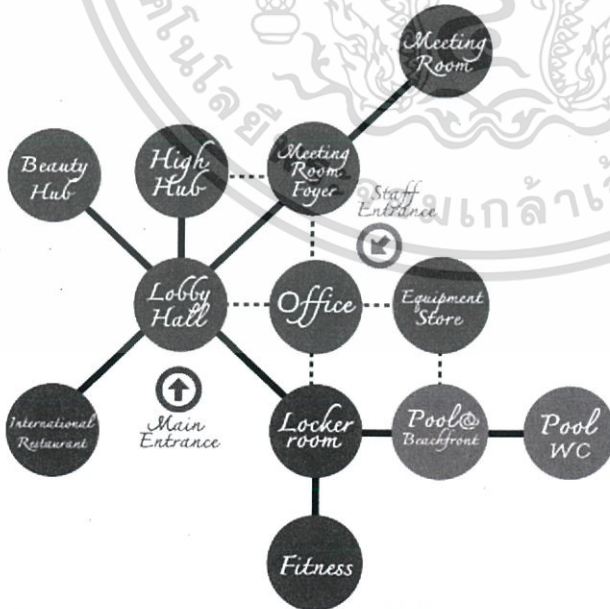 Meeting
Room
Beauty
Hub
High
Hub
Meeting
Room
Foyer
Staff
Entrance
Lobby
Hall
Office
Equipment
Store
International
Restaurant
Main
Entrance
Locker
room
Pool@
Beachfront
Pool
WC
Fitness